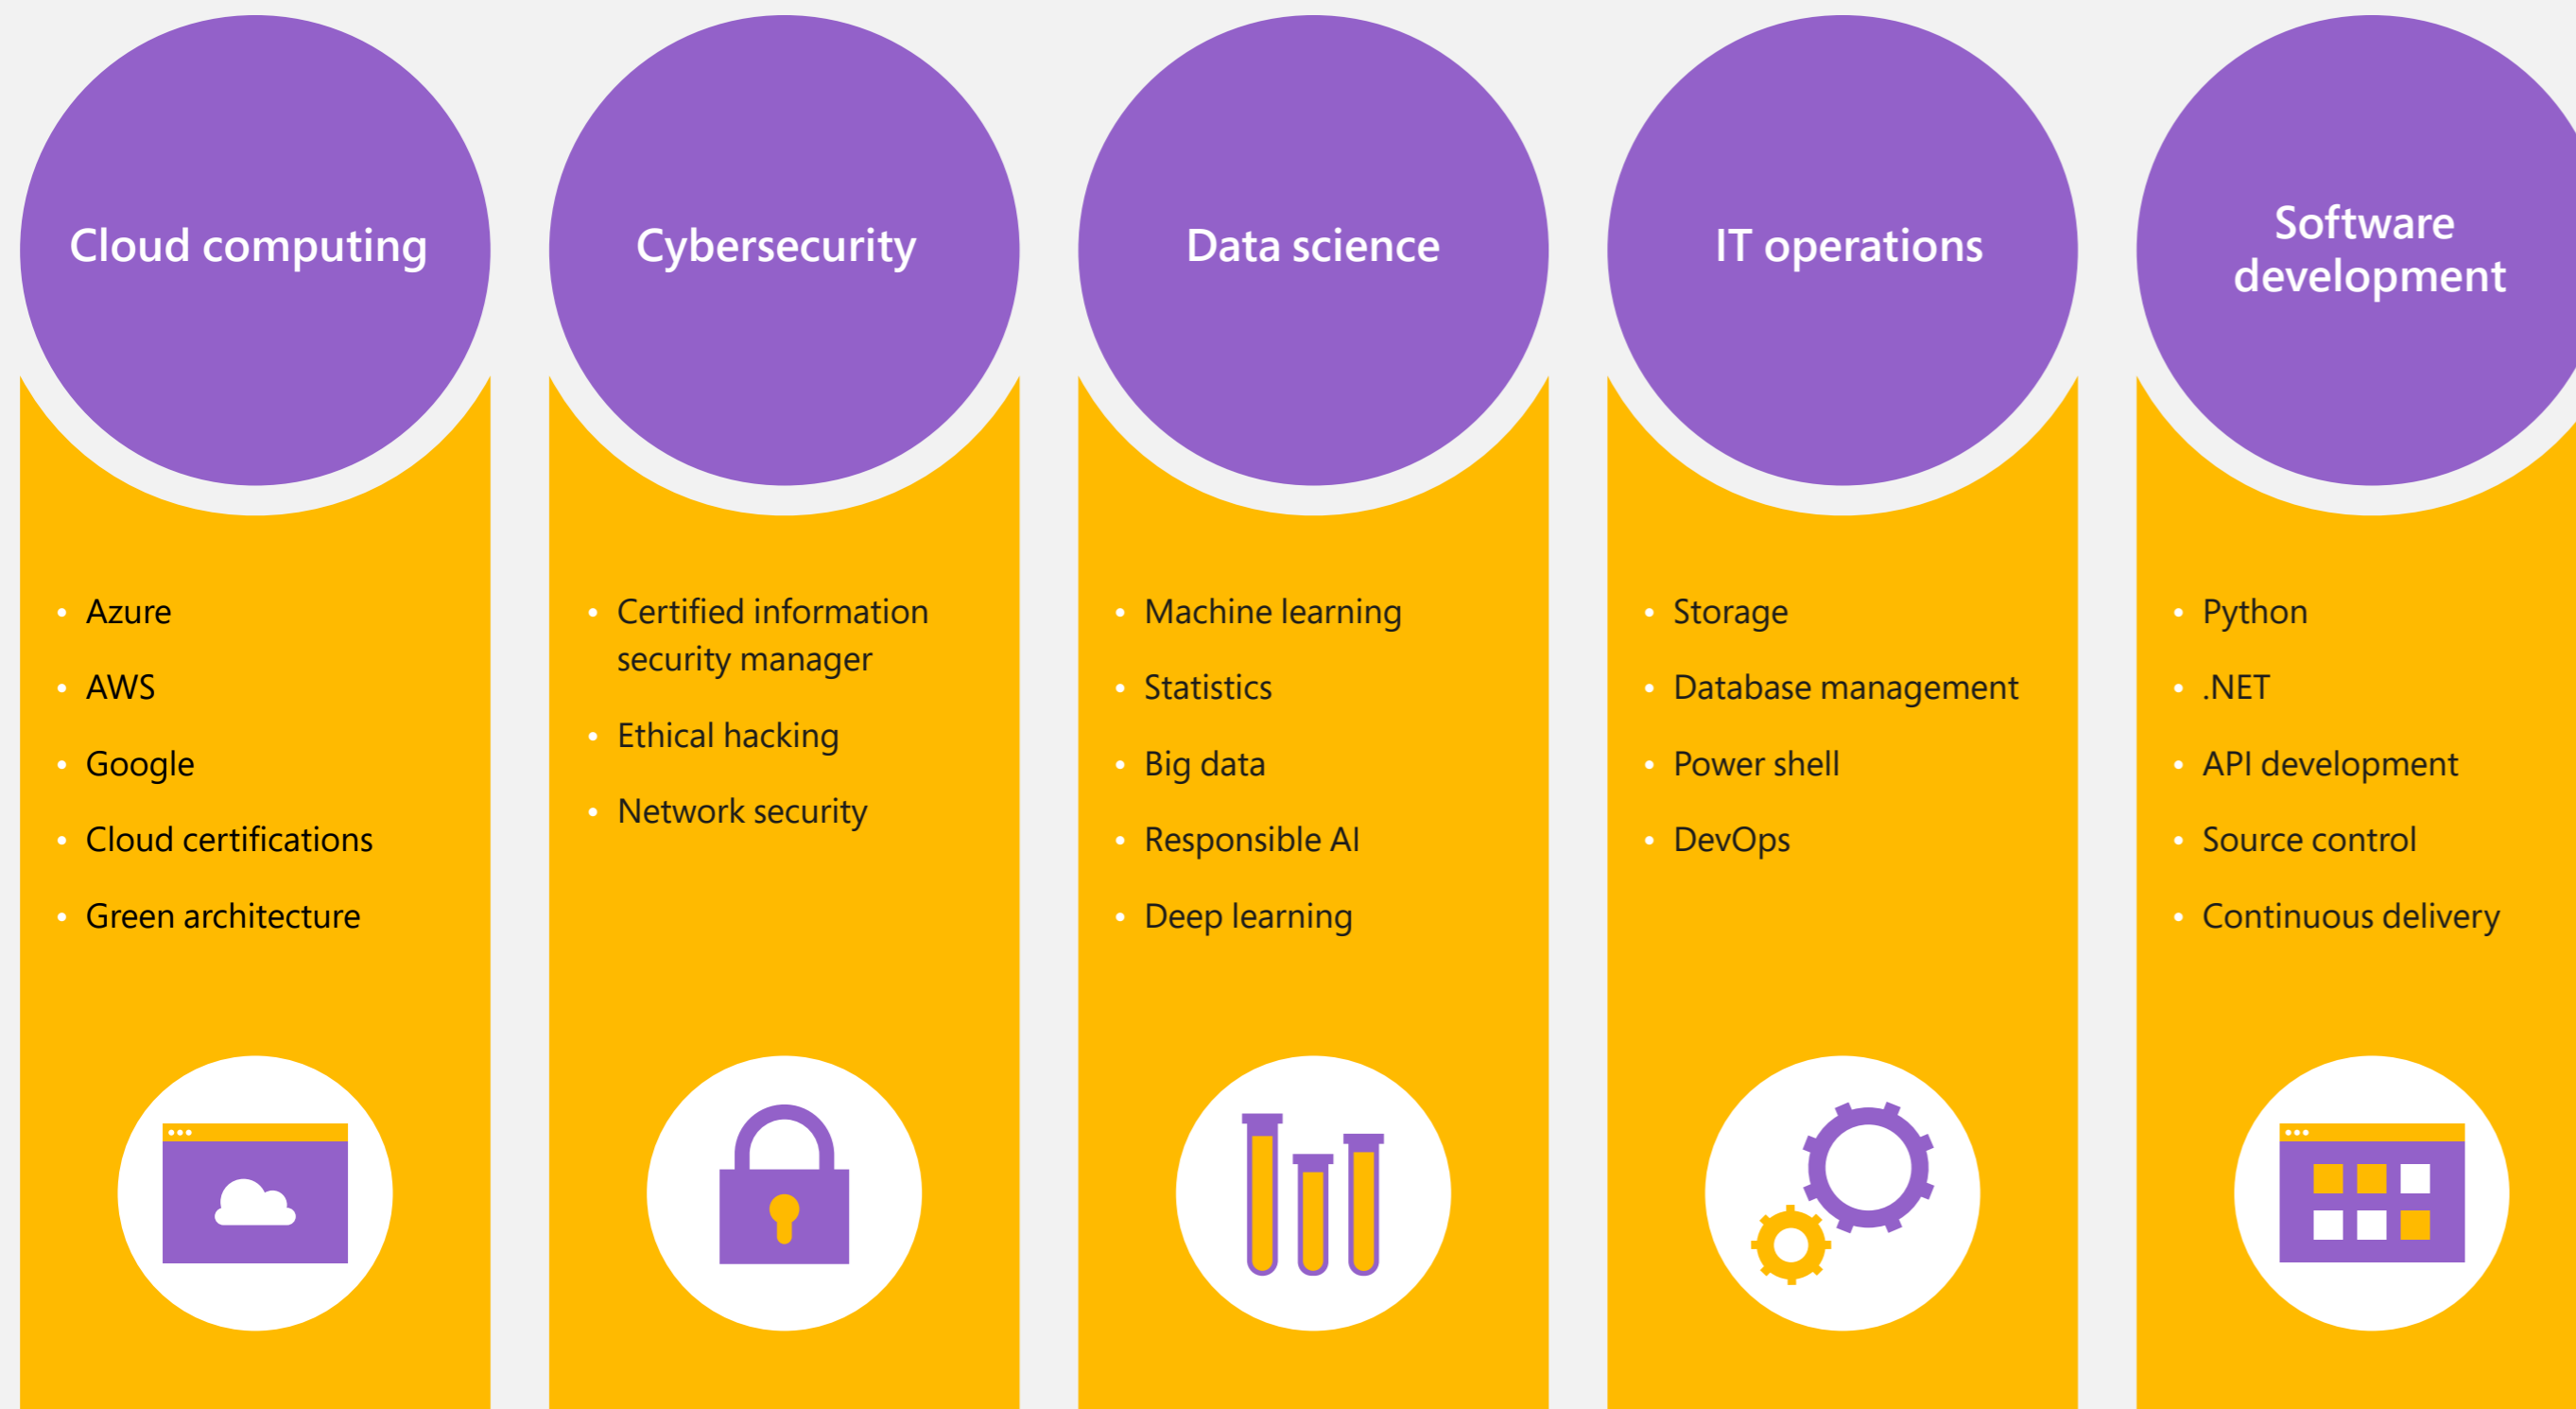 Cloud computing
• Azure
• AWS
• Google
• Cloud certifications
• Green architecture
Cybersecurity
• Certified information
security manager
• Ethical hacking
• Network security
Data science
• Machine learning
• Statistics
• Big data
• Responsible AI
• Deep learning
IT operations
• Storage
• Database management
• Power shell
• DevOps
Software
development
• Python
• .NET
• API development
• Source control
• Continuous delivery